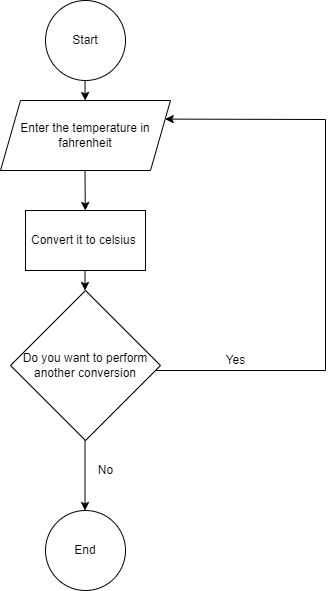 Start
Enter the temperature in
fahrenheit
Convert it to celsius
Do you want to perform
another conversion
Yes
No
End